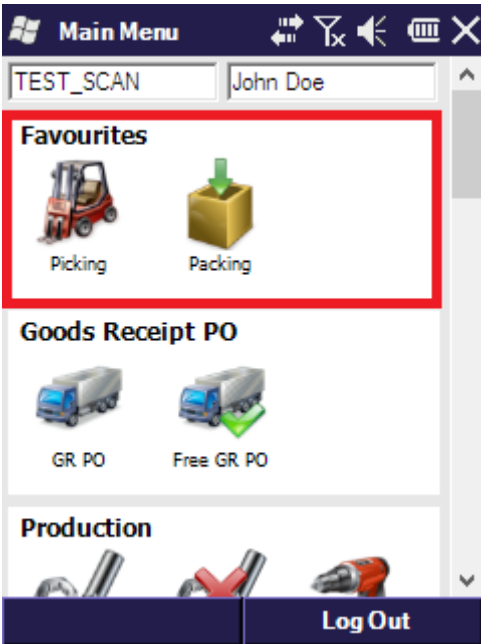 Main Menu
TEST_SCAN John Doe
Favourites
Picking Packing
Goods Receipt PO
GR PO Free GR PO
Production
Log Out